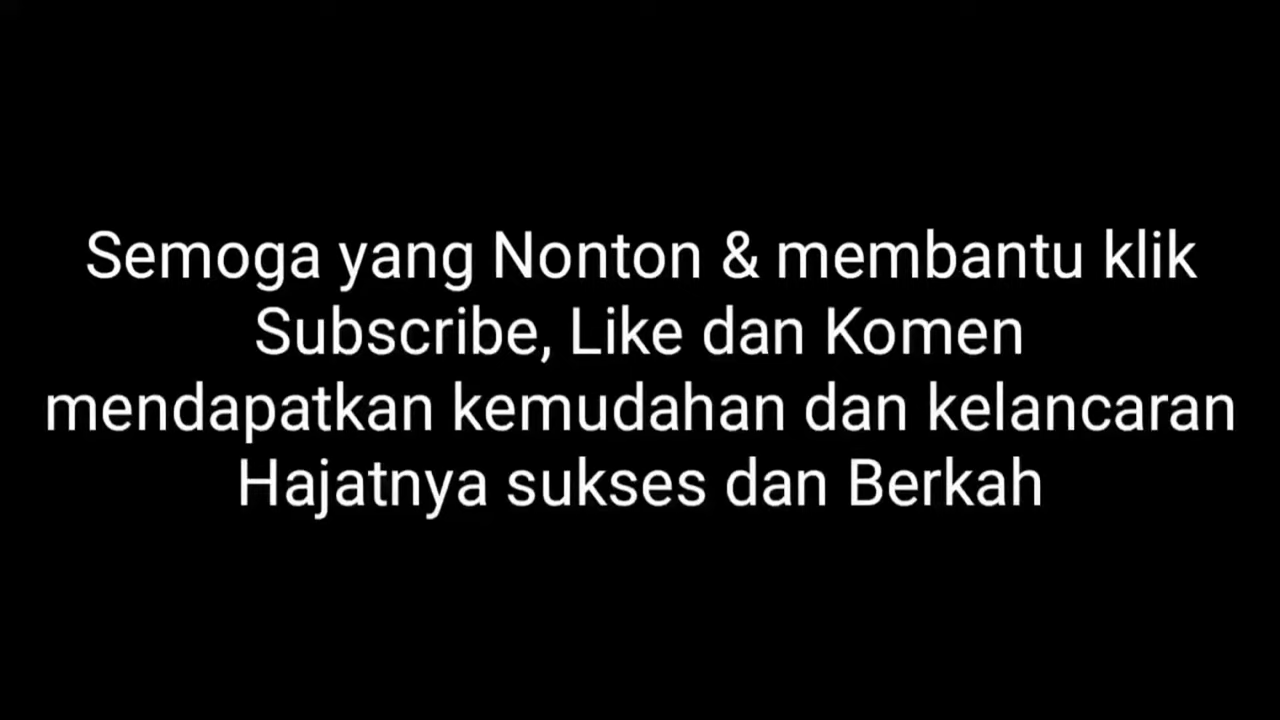 Semoga yang Nonton & membantu klik
Subscribe, Like dan Komen
mendapatkan kemudahan dan kelancaran
Hajatnya sukses dan Berkah